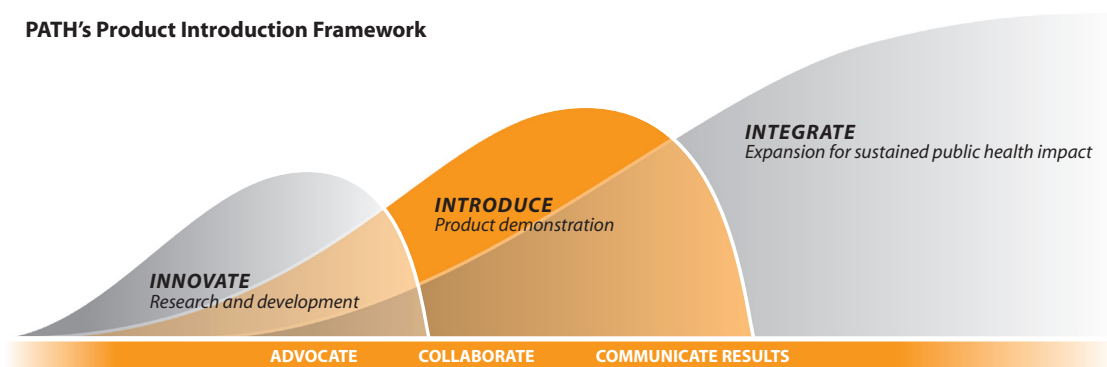 PATH’s Product Introduction Framework
INTEGRATE
Expansion for sustained public health impact
INTRODUCE
Product demonstration
INNOVATE
Research and development
ADVOCATE COLLABORATE COMMUNICATE RESULTS